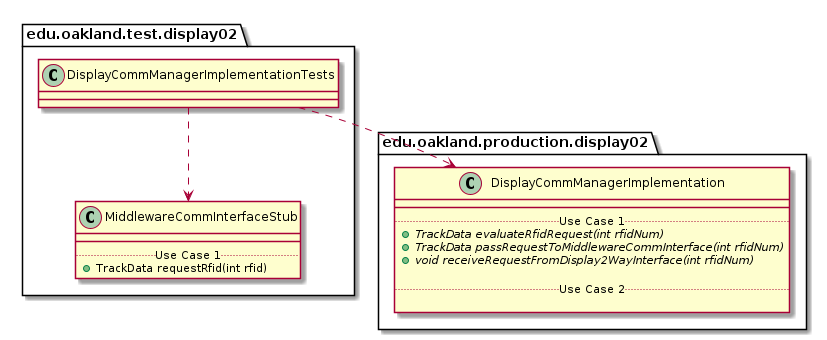 edu.oakland.test.display02
C DisplayCommManagerImplementationTests
C MiddlewareCommInterfaceStub
Use Case 1
TrackData requestRfid(int rfid)
edu.oakland.production.display02
C DisplayCommManagerImplementation
Use Case 1
TrackData evaluateRfidRequest(int rfidNum)
TrackData passRequestToMiddlewareCommInterface(int rfidNum)
void receiveRequestFromDisplay2WayInterface(int rfidNum)
Use Case 2